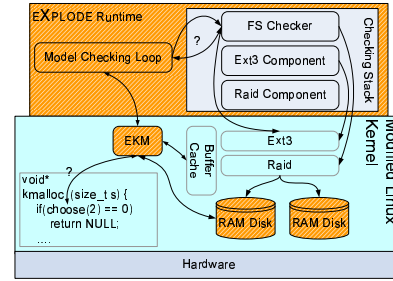 EXPLODE Runtime
FS Checker
?
Model Checking Loop
Ext3 Component
Raid Component
Checking Stack
Modified Linux
Kernel
EKM
Buffer
Cache
Ext3
Raid
?
void*
kmalloc (size_t s) {
if(choose(2) == 0)
return NULL;
....
RAM Disk
RAM Disk
Hardware